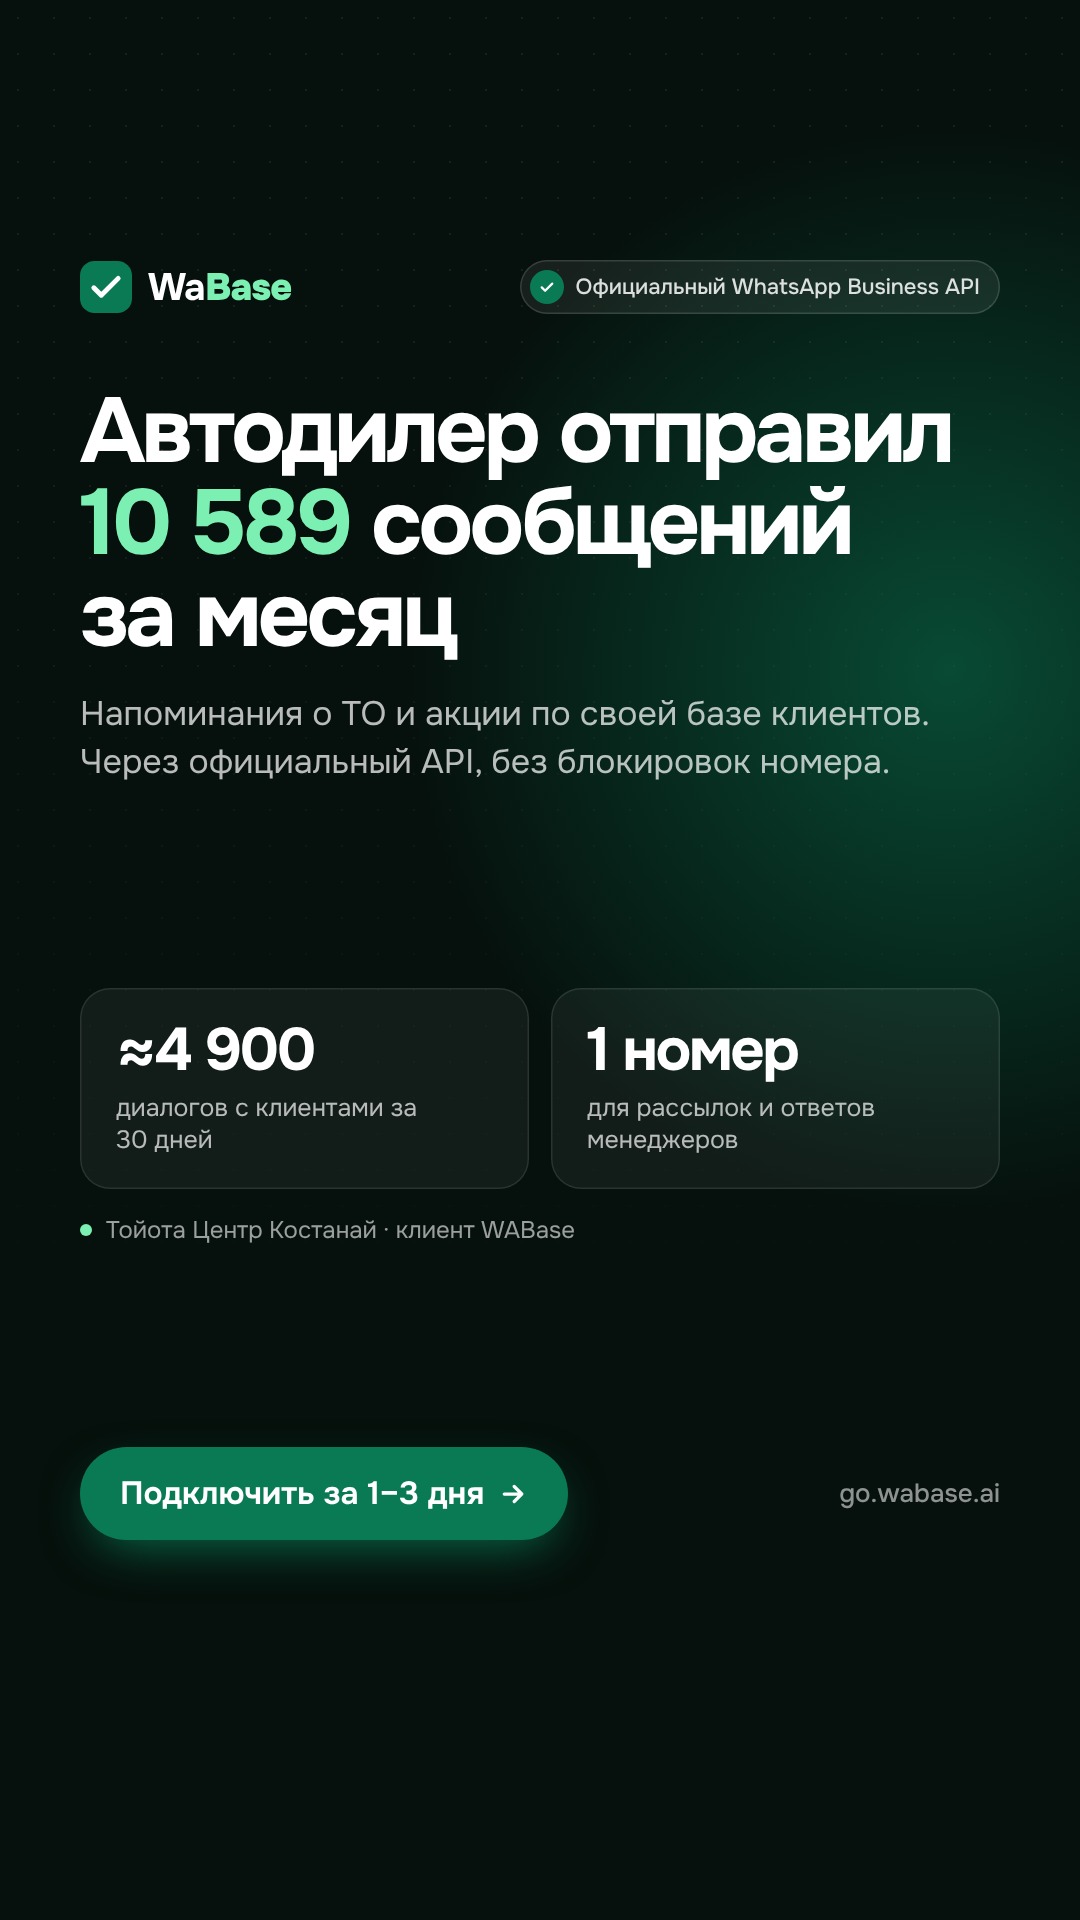 WaBase
Официальный WhatsApp Business API
Автодилер отправил
10 589 сообщений
за месяц
Напоминания о ТО и акции по своей базе клиентов.
Через официальный API, без блокировок номера.
≈4 900
диалогов с клиентами за
30 дней
1 номер
для рассылок и ответов
менеджеров
Тойота Центр Костанай · клиент WABase
Подключить за 1–3 дня →
go.wabase.ai